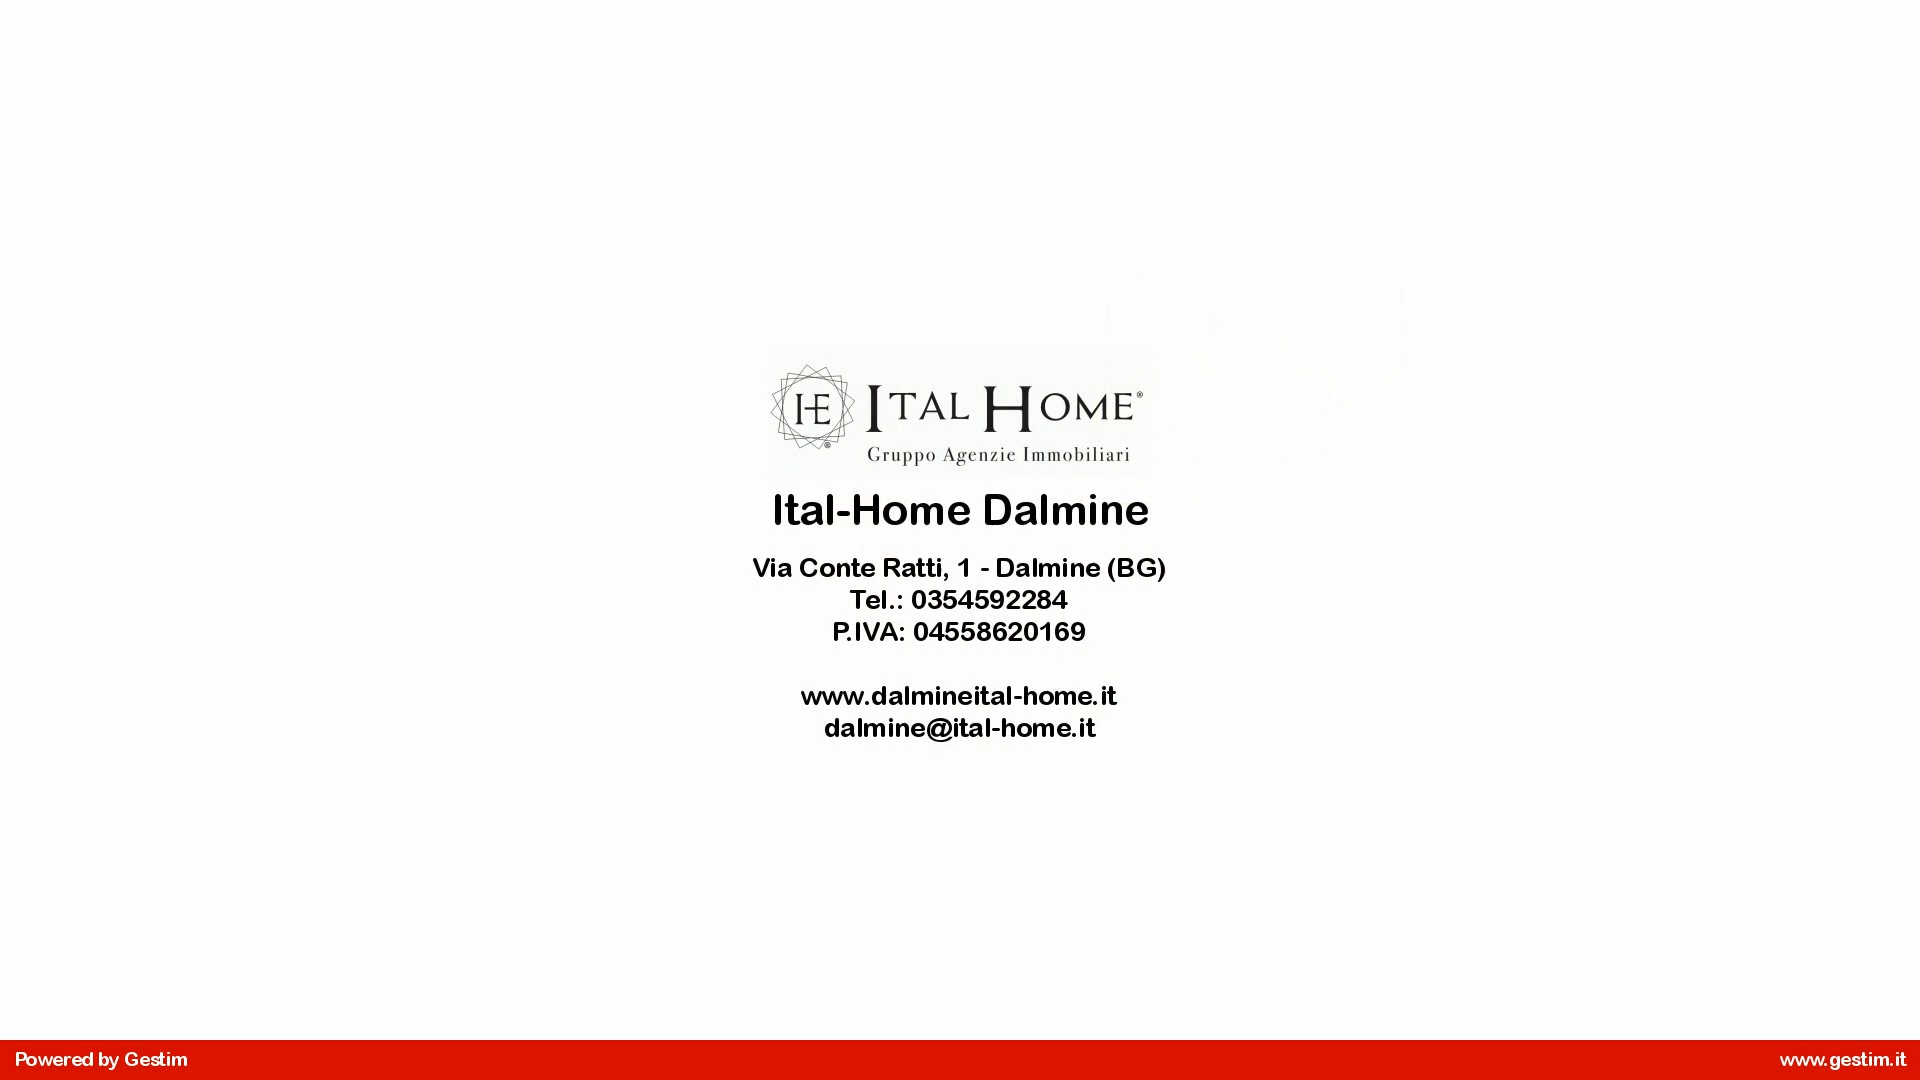 HE
ITAL HOME®
®
Gruppo Agenzie Immobiliari
Ital-Home Dalmine
Via Conte Ratti, 1 - Dalmine (BG)
Tel.: 0354592284
P.IVA: 04558620169
www.dalmineital-home.it
dalmine@ital-home.it
Powered by Gestim
www.gestim.it